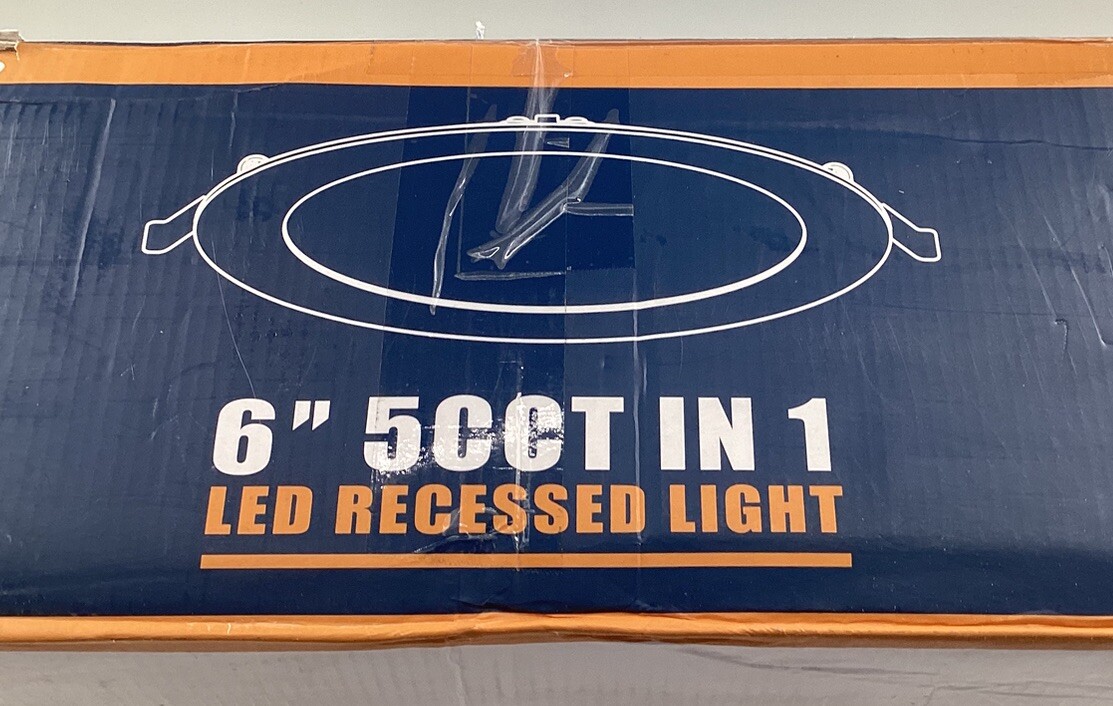 6” 5CCT IN 1
LED RECESSED LIGHT